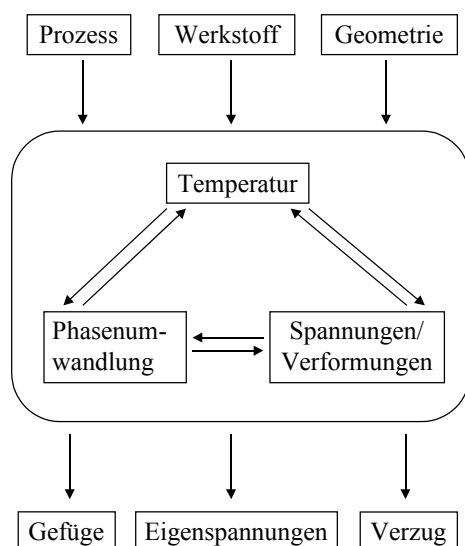 Prozess
Werkstoff
Geometrie
Temperatur
Phasenum-
wandlung
Spannungen/
Verformungen
Gefüge
Eigenspannungen
Verzug